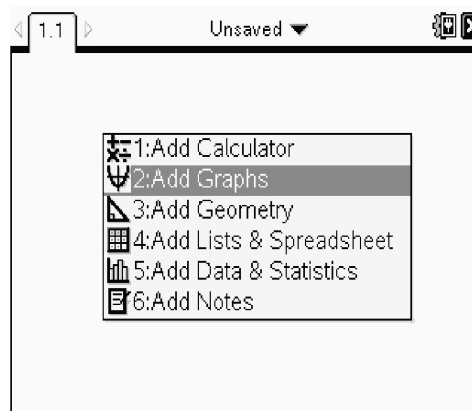 1.1 Unsaved
1:Add Calculator
2:Add Graphs
3:Add Geometry
4:Add Lists & Spreadsheet
5:Add Data & Statistics
6:Add Notes